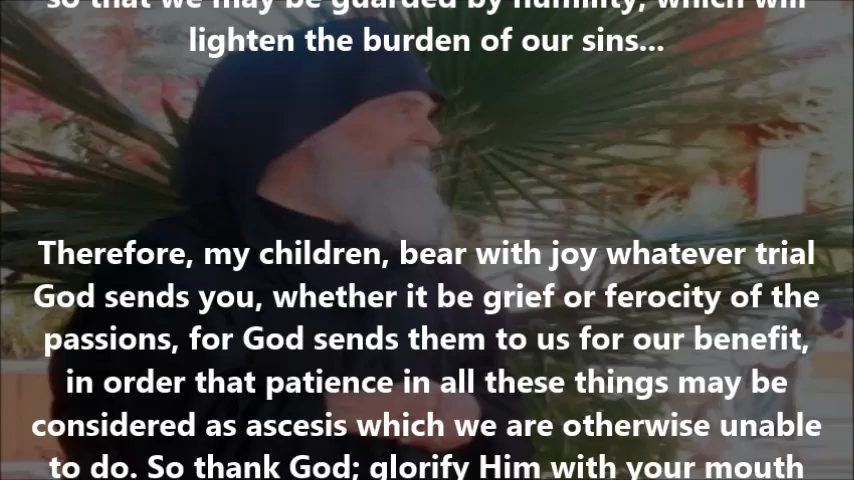 so that we may be guarded by humility, which will
lighten the burden of our sins...
Therefore, my children, bear with joy whatever trial
God sends you, whether it be grief or ferocity of the
passions, for God sends them to us for our benefit,
in order that patience in all these things may be
considered as ascesis which we are otherwise unable
to do. So thank God; glorify Him with your mouth